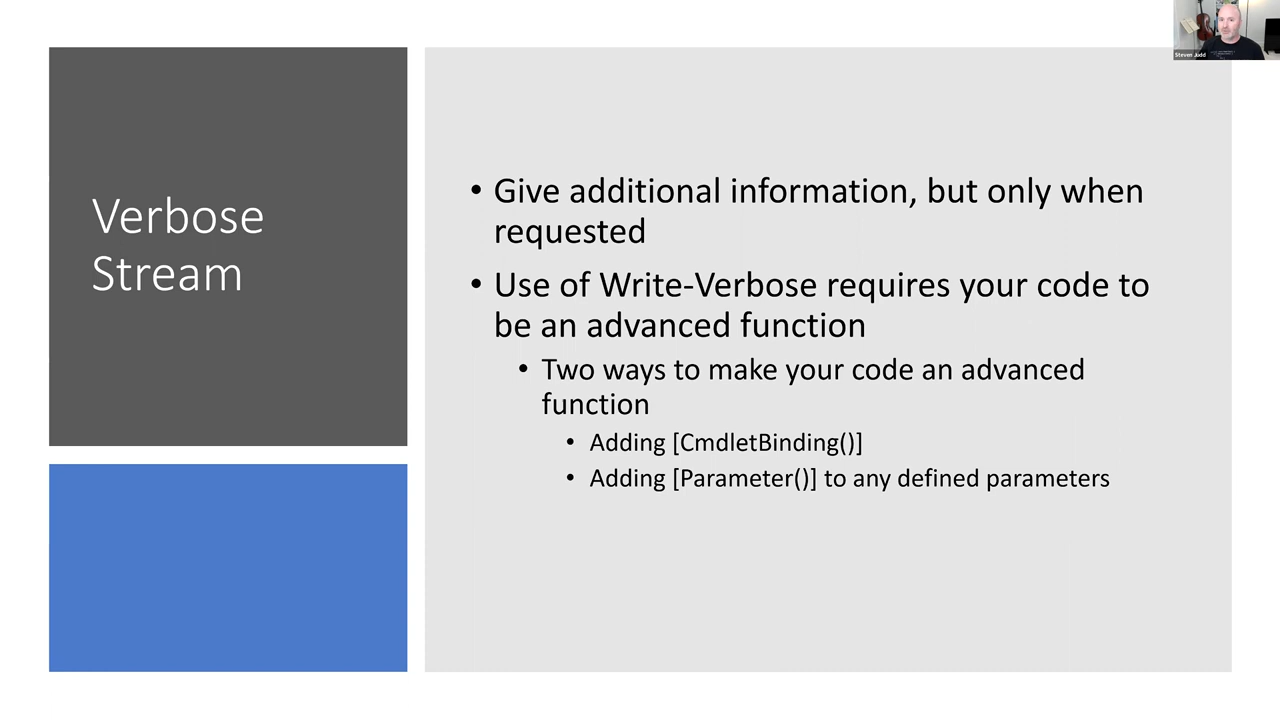 Verbose
Stream
• Give additional information, but only when
requested
• Use of Write-Verbose requires your code to
be an advanced function
• Two ways to make your code an advanced
function
• Adding [CmdletBinding()]
• Adding [Parameter()] to any defined parameters
Steven Judd